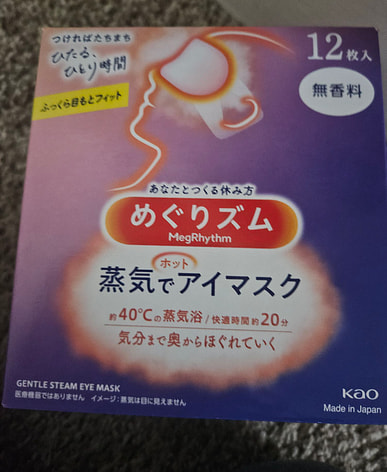 つければたちまち
ひたる、
ひとり時間
ふっくら目もとフィット
12枚入
無香料
あなたとつくる休み方
めぐりズム
MegRhythm
ホット
蒸気でアイマスク
約40℃の蒸気浴/快適時間約20分
気分まで奥からほぐれていく
GENTLE STEAM EYE MASK
医療機器ではありません イメージ:蒸気は目に見えません
Kao
Made in Japan